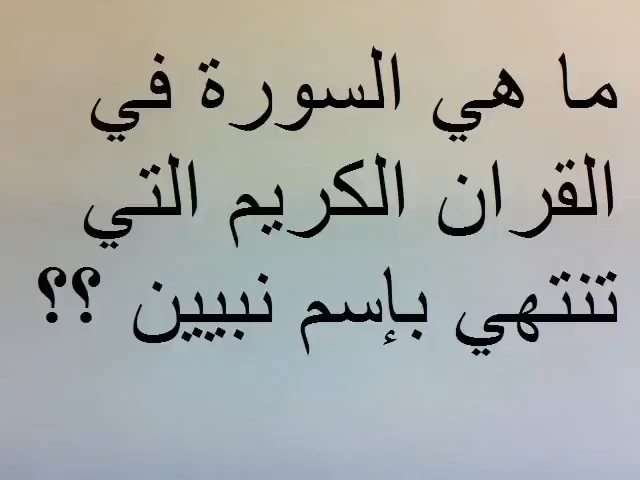 ما هي السورة في
القران الكريم التي
تنتهي بإسم نبيين ؟؟